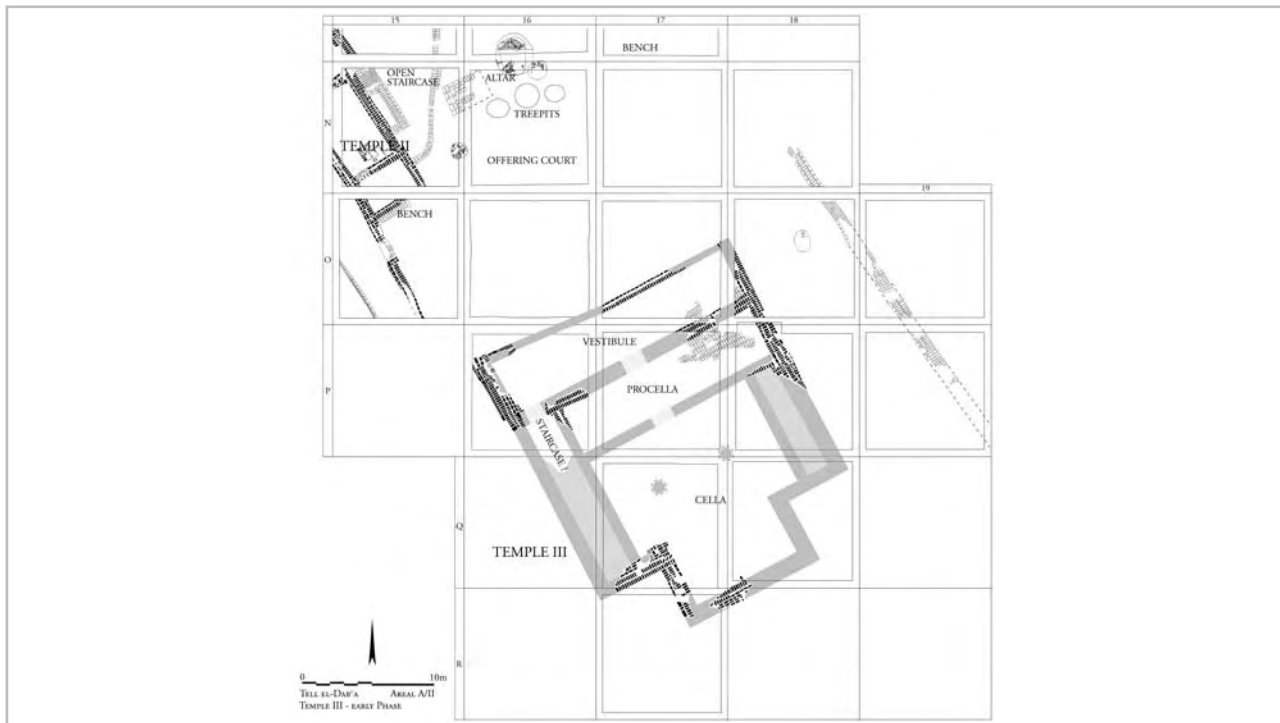 15 16 17 18
BENCH
OPEN
STAIRCASE
ALTAR
TREEPITS
N
TEMPLE II
OFFERING COURT
19
BENCH
O
VESTIBULE
P
PROCELLA
STAIRCASE
CELLA
Q
TEMPLE III
R
0 10m
TELL EL-DAB'A AREAL A/II
TEMPLE III - EARLY PHASE